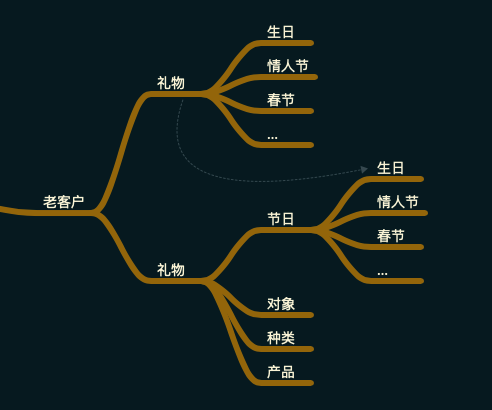 生日
情人节
礼物
春节
...
老客户
生日
情人节
节日
春节
...
礼物
对象
种类
产品